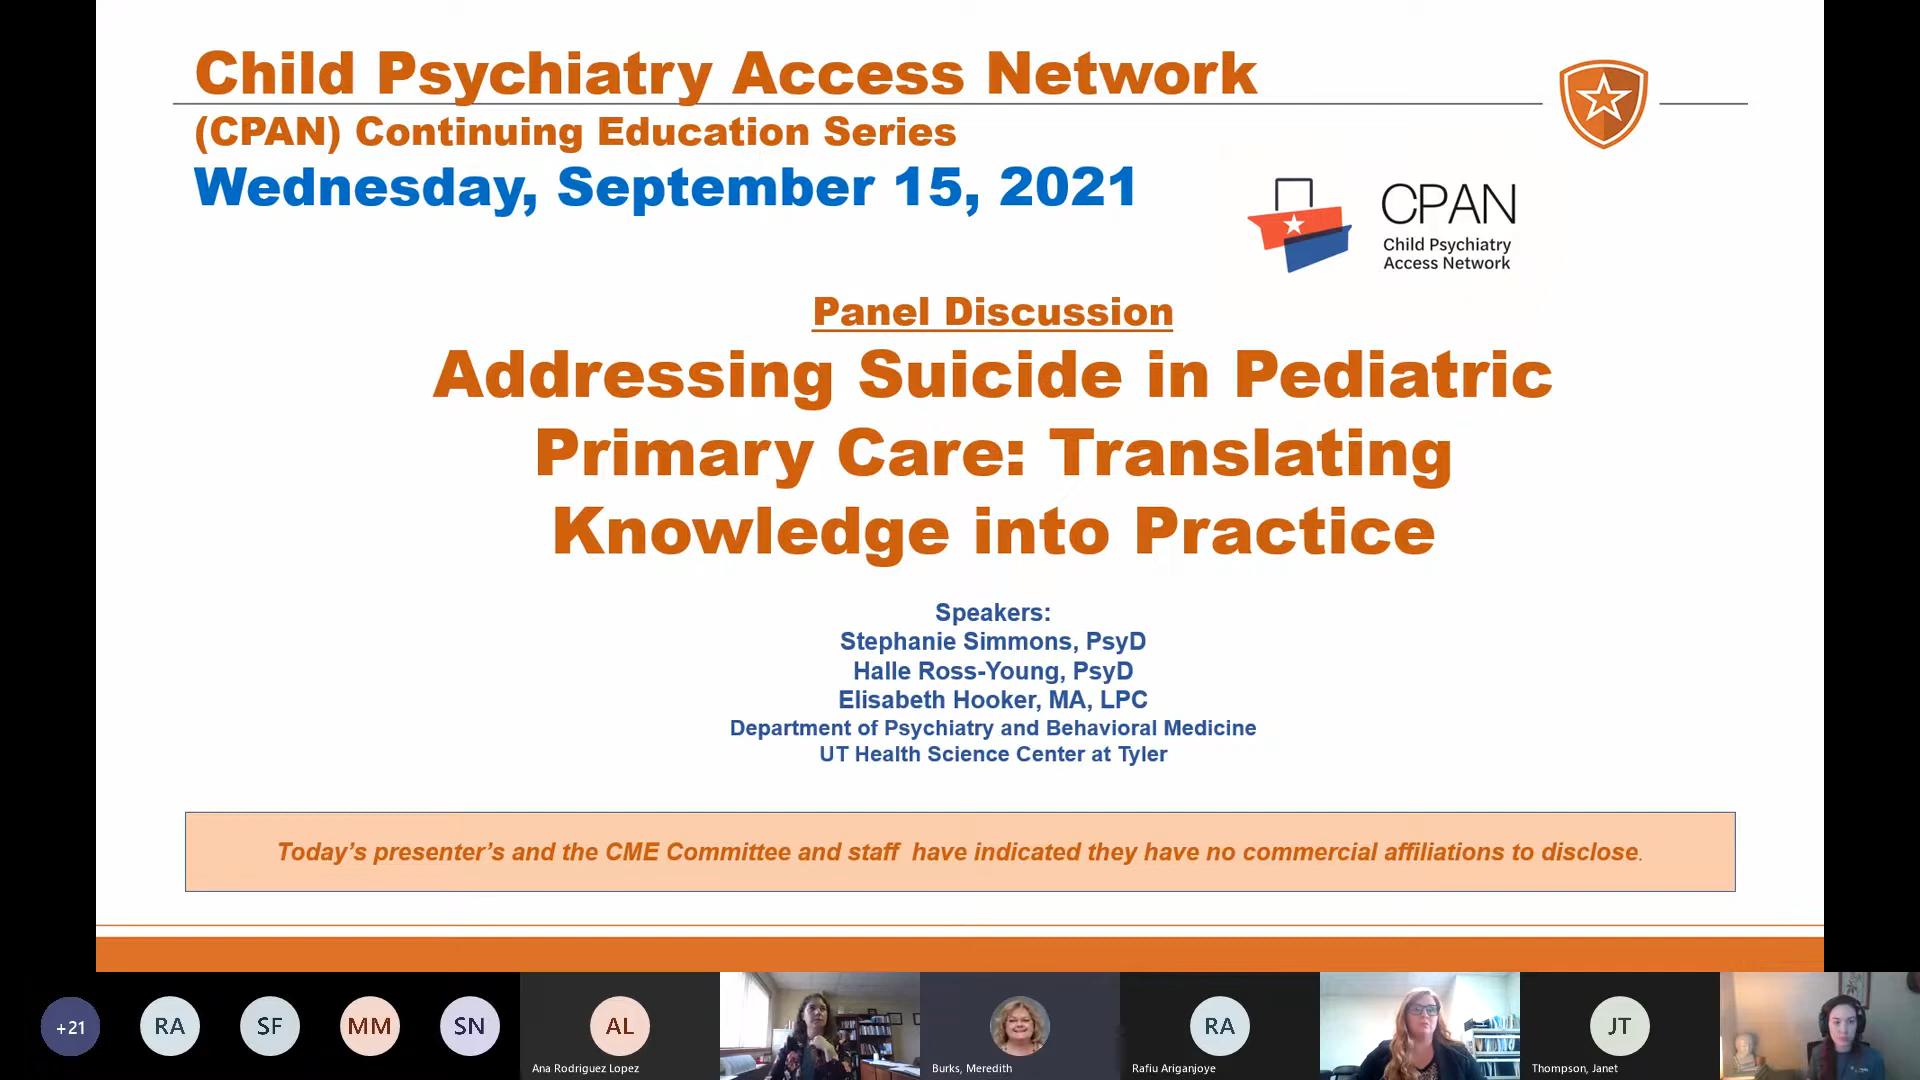 Child Psychiatry Access Network
(CPAN) Continuing Education Series
Wednesday, September 15, 2021
CPAN
Child Psychiatry
Access Network
Panel Discussion
Addressing Suicide in Pediatric
Primary Care: Translating
Knowledge into Practice
Speakers:
Stephanie Simmons, PsyD
Halle Ross-Young, PsyD
Elisabeth Hooker, MA, LPC
Department of Psychiatry and Behavioral Medicine
UT Health Science Center at Tyler
Today’s presenter’s and the CME Committee and staff have indicated they have no commercial affiliations to disclose.
+21
RA
SF
MM
SN
AL
Ana Rodriguez Lopez
Burks, Meredith
RA
Rafiu Ariganjoye
JT
Thompson, Janet